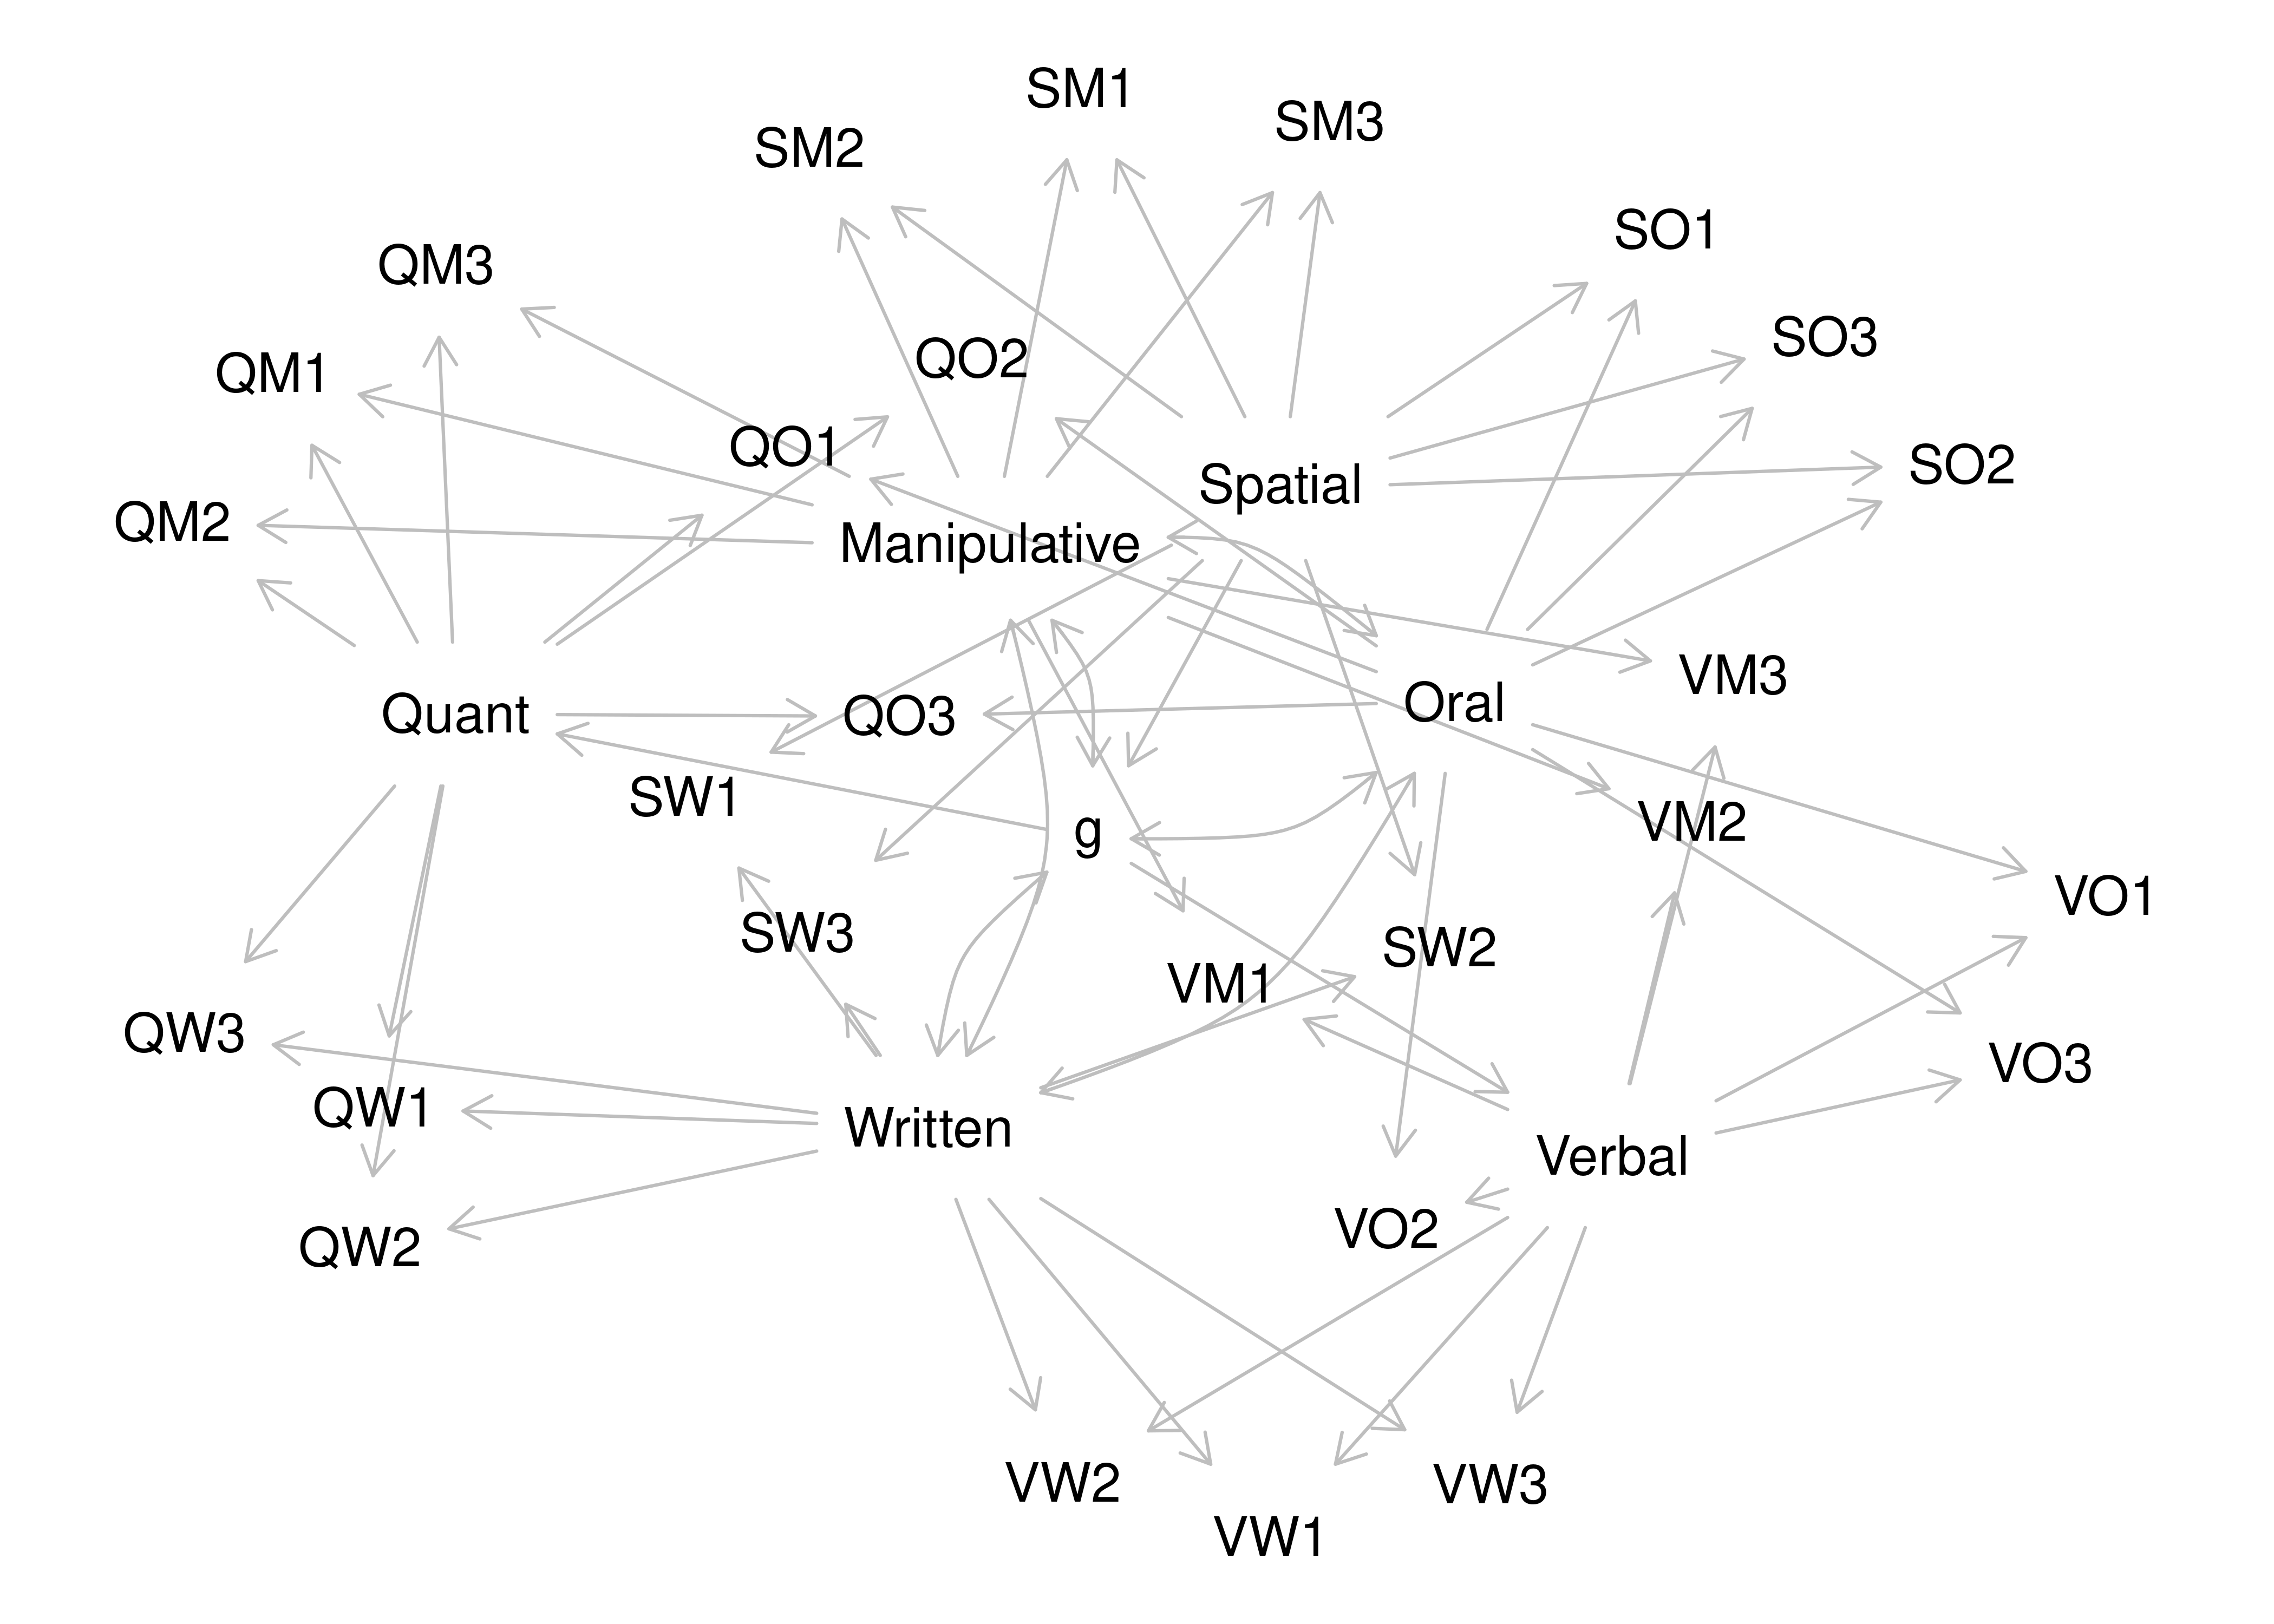 SM1
SM3
SM2
SO1
QM3
SO3
QO2
QM1
QO1
SO2
Spatial
QM2
Manipulative
VM3
Oral
Quant
QO3
SW1
VM2
g
VO1
SW3
SW2
VM1
QW3
VO3
QW1
Written
Verbal
VO2
QW2
VW2
VW3
VW1